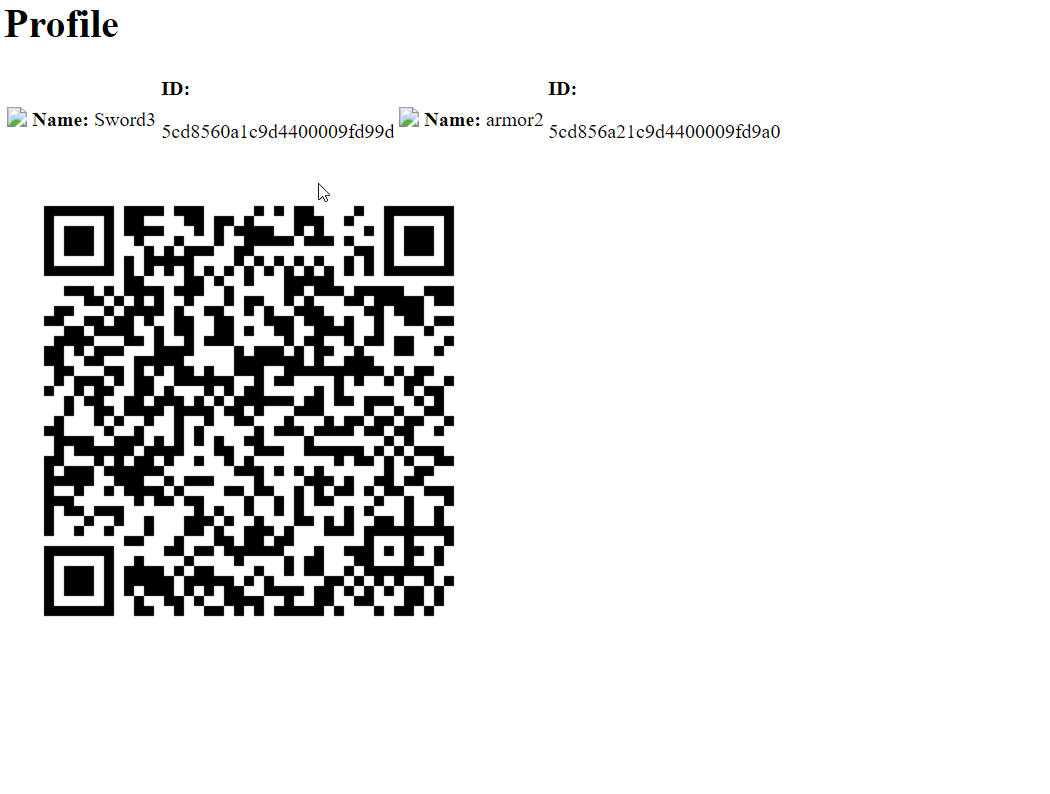 Profile
ID:
Name: Sword3
5cd8560a1c9d4400009fd99d
ID:
Name: armor2
5cd856a21c9d4400009fd9a0